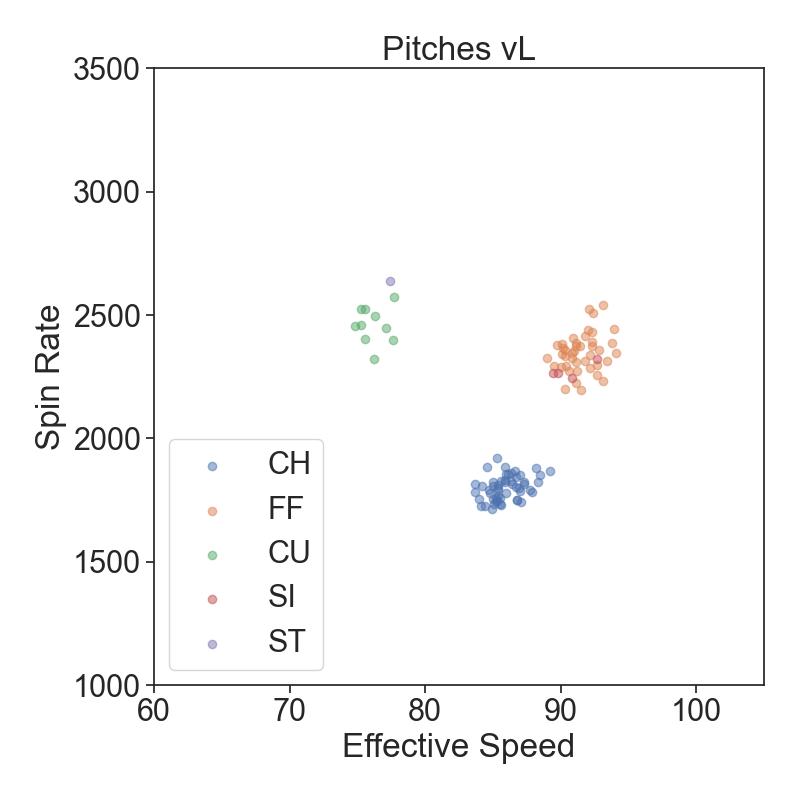 Pitches vL
3500
3000
2500
2000
1500
1000
Spin Rate
CH
FF
CU
SI
ST
60 70 80 90 100
Effective Speed